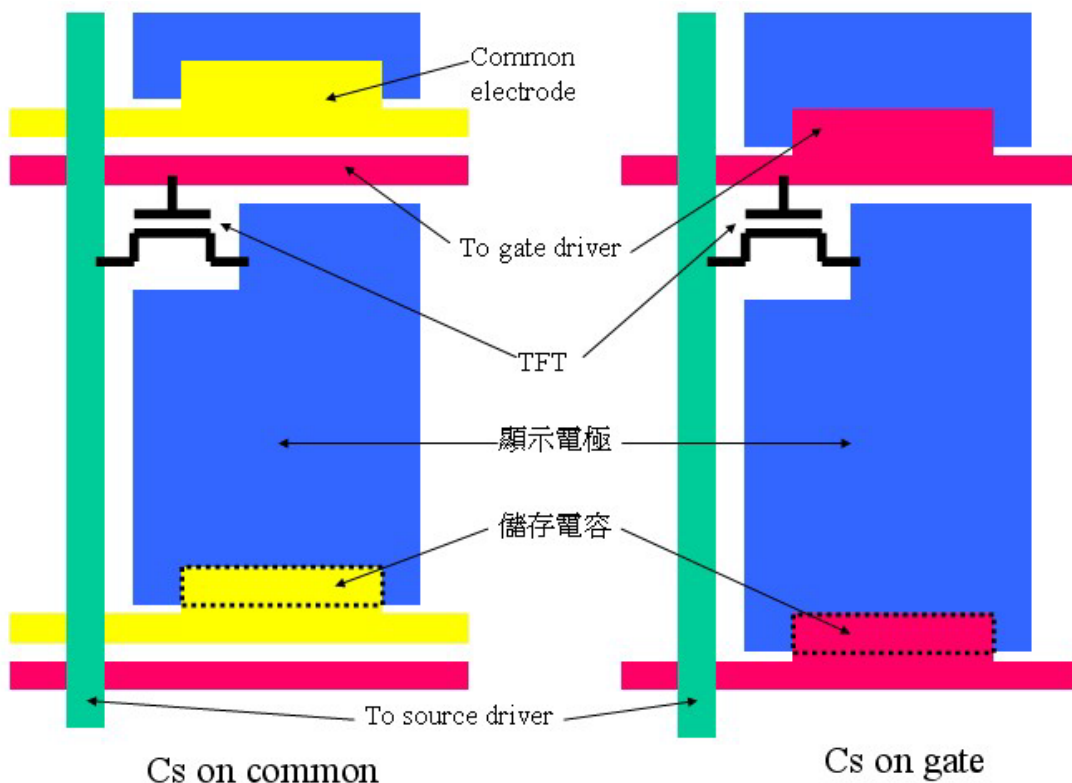 Common
electrode
To gate driver
TFT
顯示電極
儲存電容
To source driver
Cs on common
Cs on gate